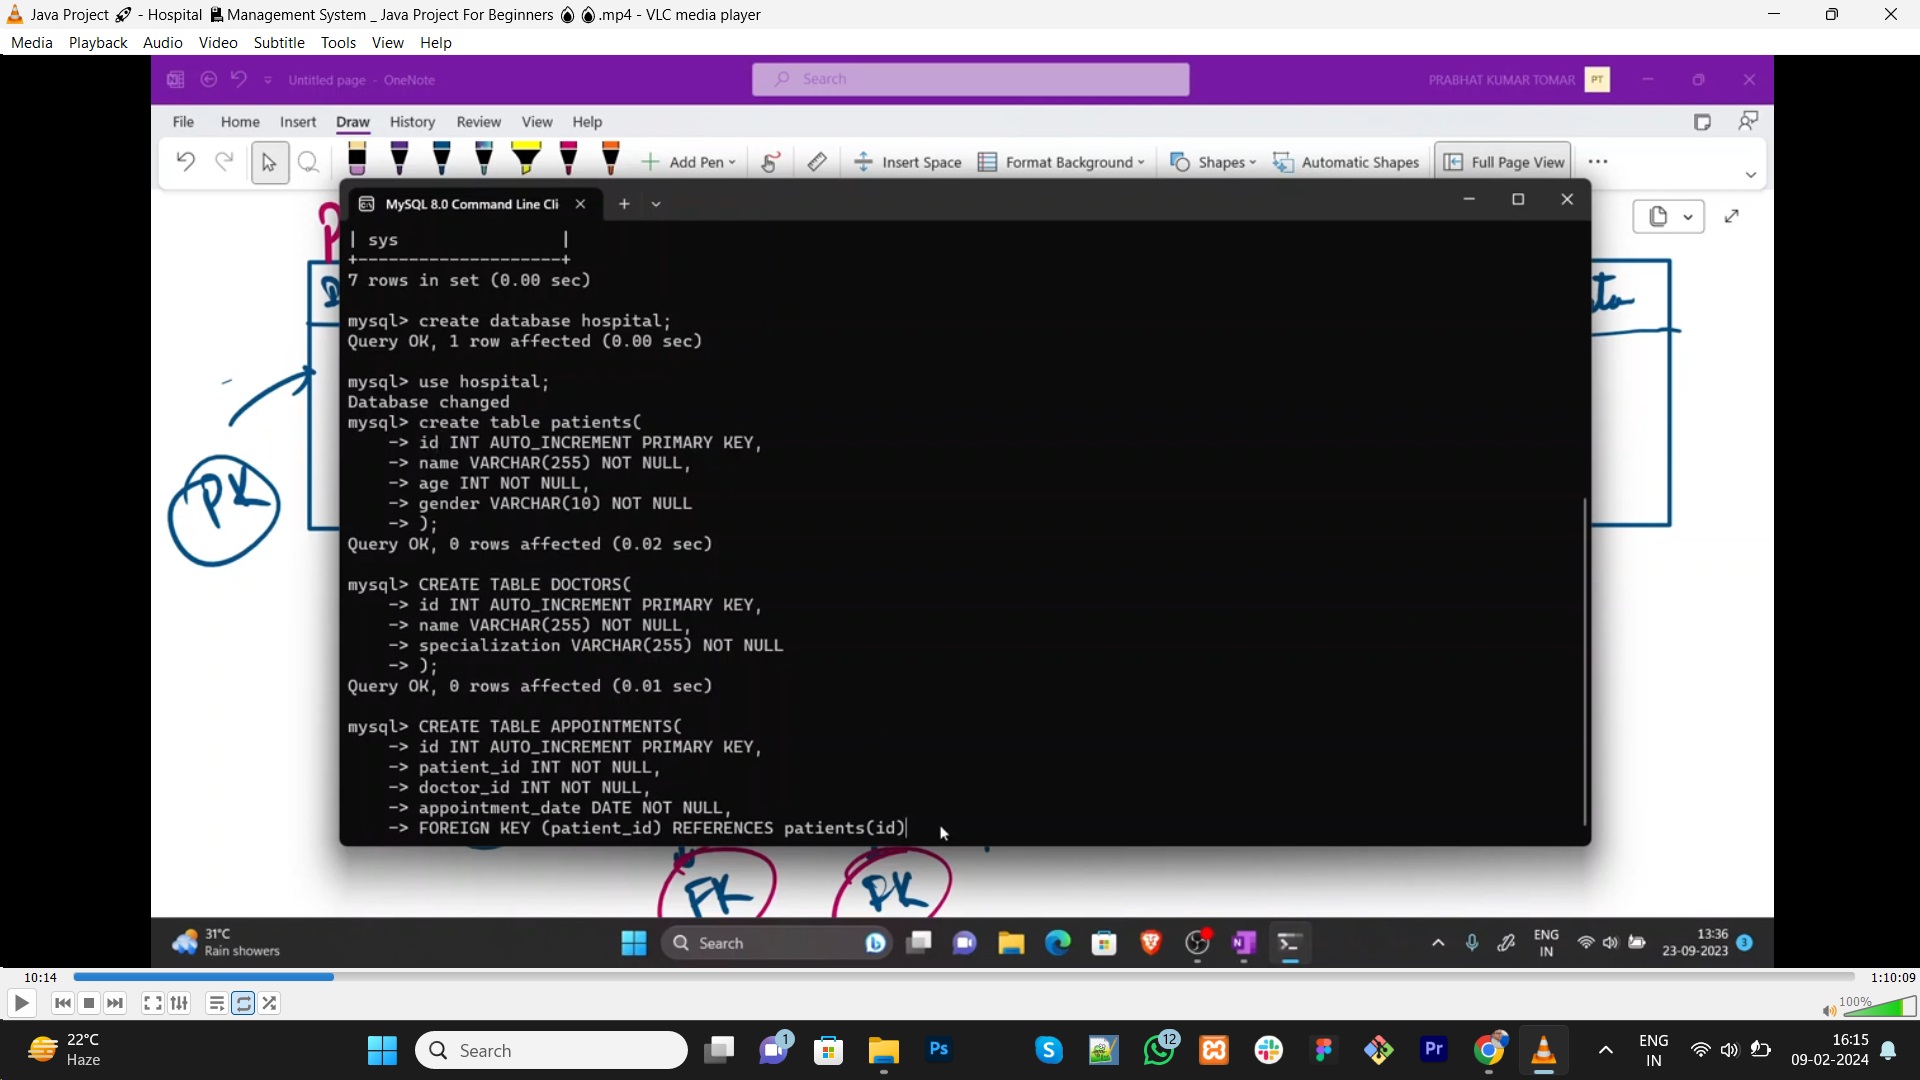 Java Project - Hospital Management System _ Java Project For Beginners .mp4 - VLC media player
Media Playback Audio Video Subtitle Tools View Help
Untitled page - OneNote
Search
PRABHAT KUMAR TOMAR PT
File Home Insert Draw History Review View Help
Add Pen
Insert Space
Format Background
Shapes
Automatic Shapes
Full Page View
MySQL 8.0 Command Line Cli
| sys |
+--------------------+
7 rows in set (0.00 sec)
mysql> create database hospital;
Query OK, 1 row affected (0.00 sec)
mysql> use hospital;
Database changed
mysql> create table patients(
-> id INT AUTO_INCREMENT PRIMARY KEY,
-> name VARCHAR(255) NOT NULL,
-> age INT NOT NULL,
-> gender VARCHAR(10) NOT NULL
-> );
Query OK, 0 rows affected (0.02 sec)
mysql> CREATE TABLE DOCTORS(
-> id INT AUTO_INCREMENT PRIMARY KEY,
-> name VARCHAR(255) NOT NULL,
-> specialization VARCHAR(255) NOT NULL
-> );
Query OK, 0 rows affected (0.01 sec)
mysql> CREATE TABLE APPOINTMENTS(
-> id INT AUTO_INCREMENT PRIMARY KEY,
-> patient_id INT NOT NULL,
-> doctor_id INT NOT NULL,
-> appointment_date DATE NOT NULL,
-> FOREIGN KEY (patient_id) REFERENCES patients(id)
PK
FK
31°C
Rain showers
Search
ENG
IN
13:36
23-09-2023
3
10:14
1:10:09
100%
22°C
Haze
Search
1
Ps
12
Pr
ENG
IN
16:15
09-02-2024